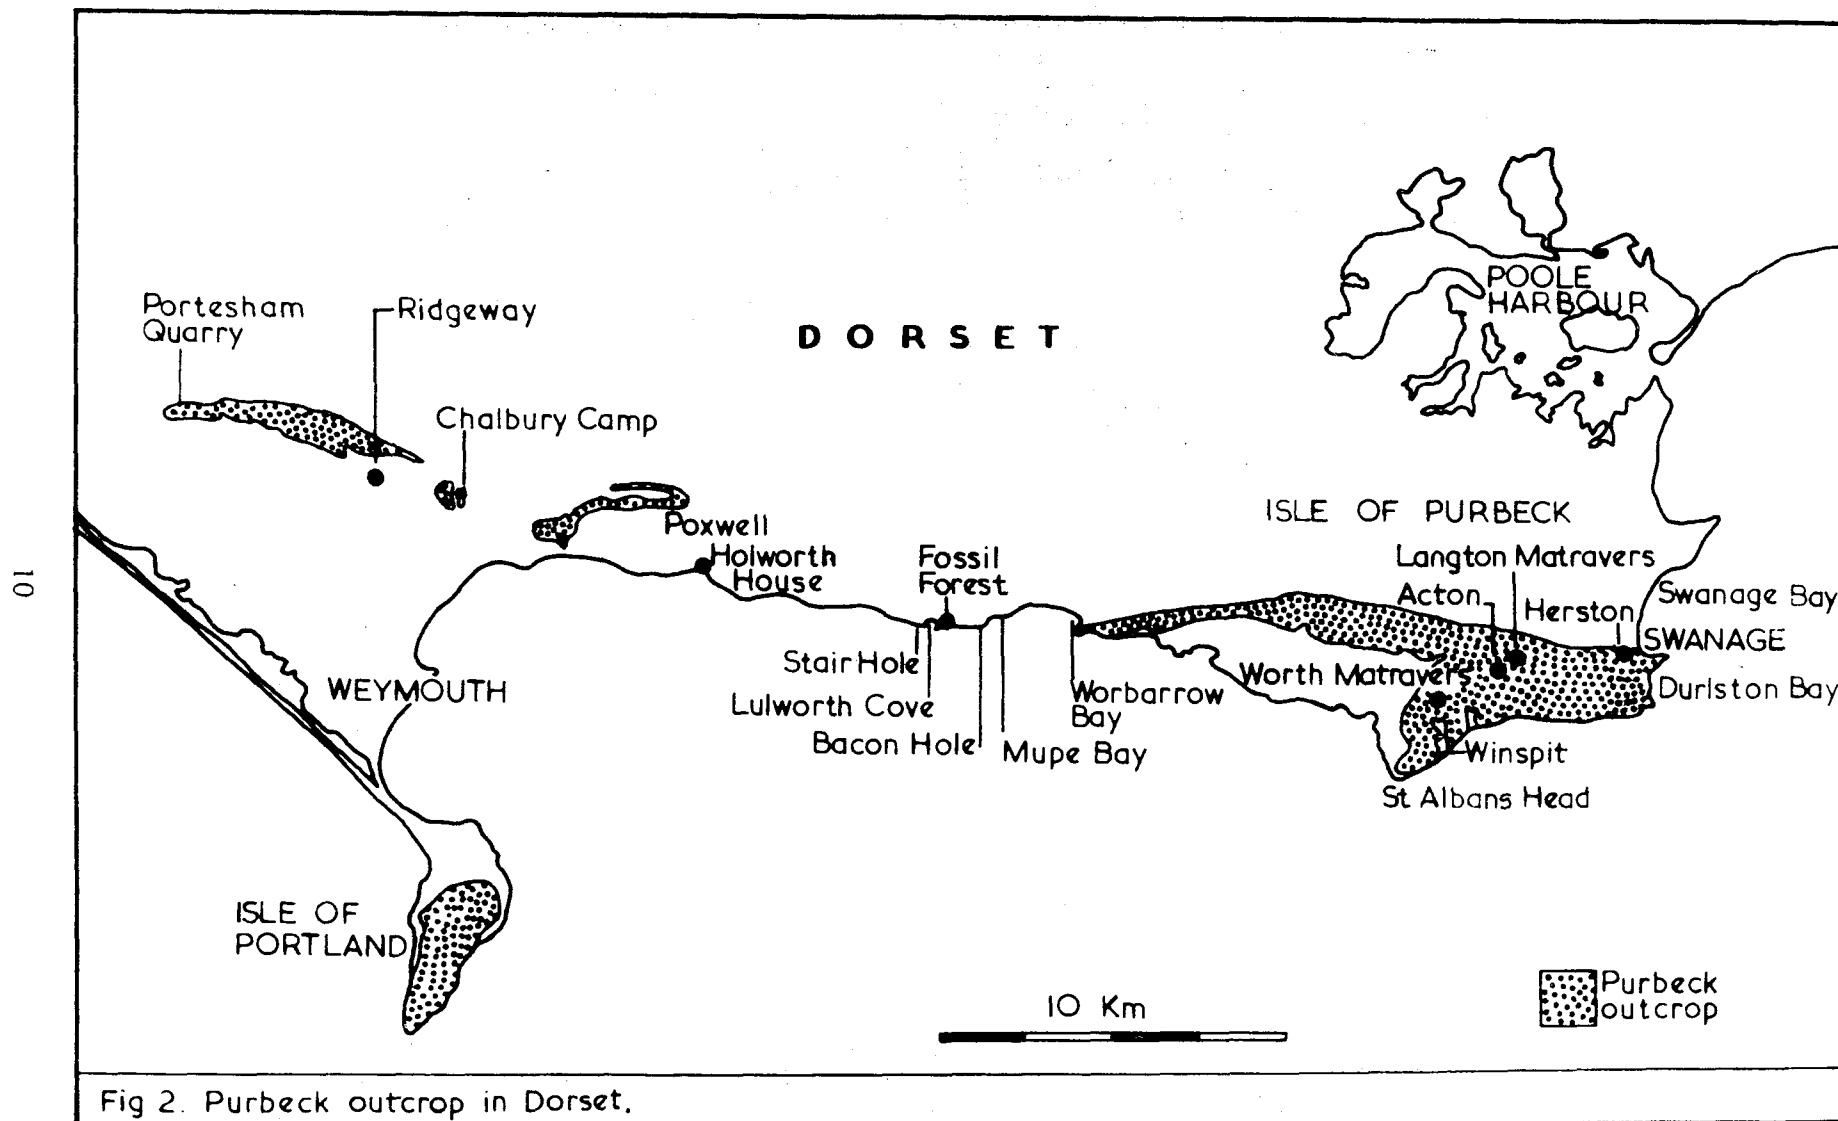 Portesham
Quarry
Ridgeway
Chalbury Camp
DORSET
POOLE
HARBOUR
ISLE OF PURBECK
Poxwell
Holworth
House
Fossil
Forest
Langton Matravers
Acton
Herston
Swanage Bay
SWANAGE
Stair Hole
Lulworth Cove
Bacon Hole
Mupe Bay
Worbarrow
Bay
Worth Matravers
Durlston Bay
Winspit
St Albans Head
WEYMOUTH
ISLE OF
PORTLAND
10 Km
Purbeck
outcrop
10
Fig 2. Purbeck outcrop in Dorset.